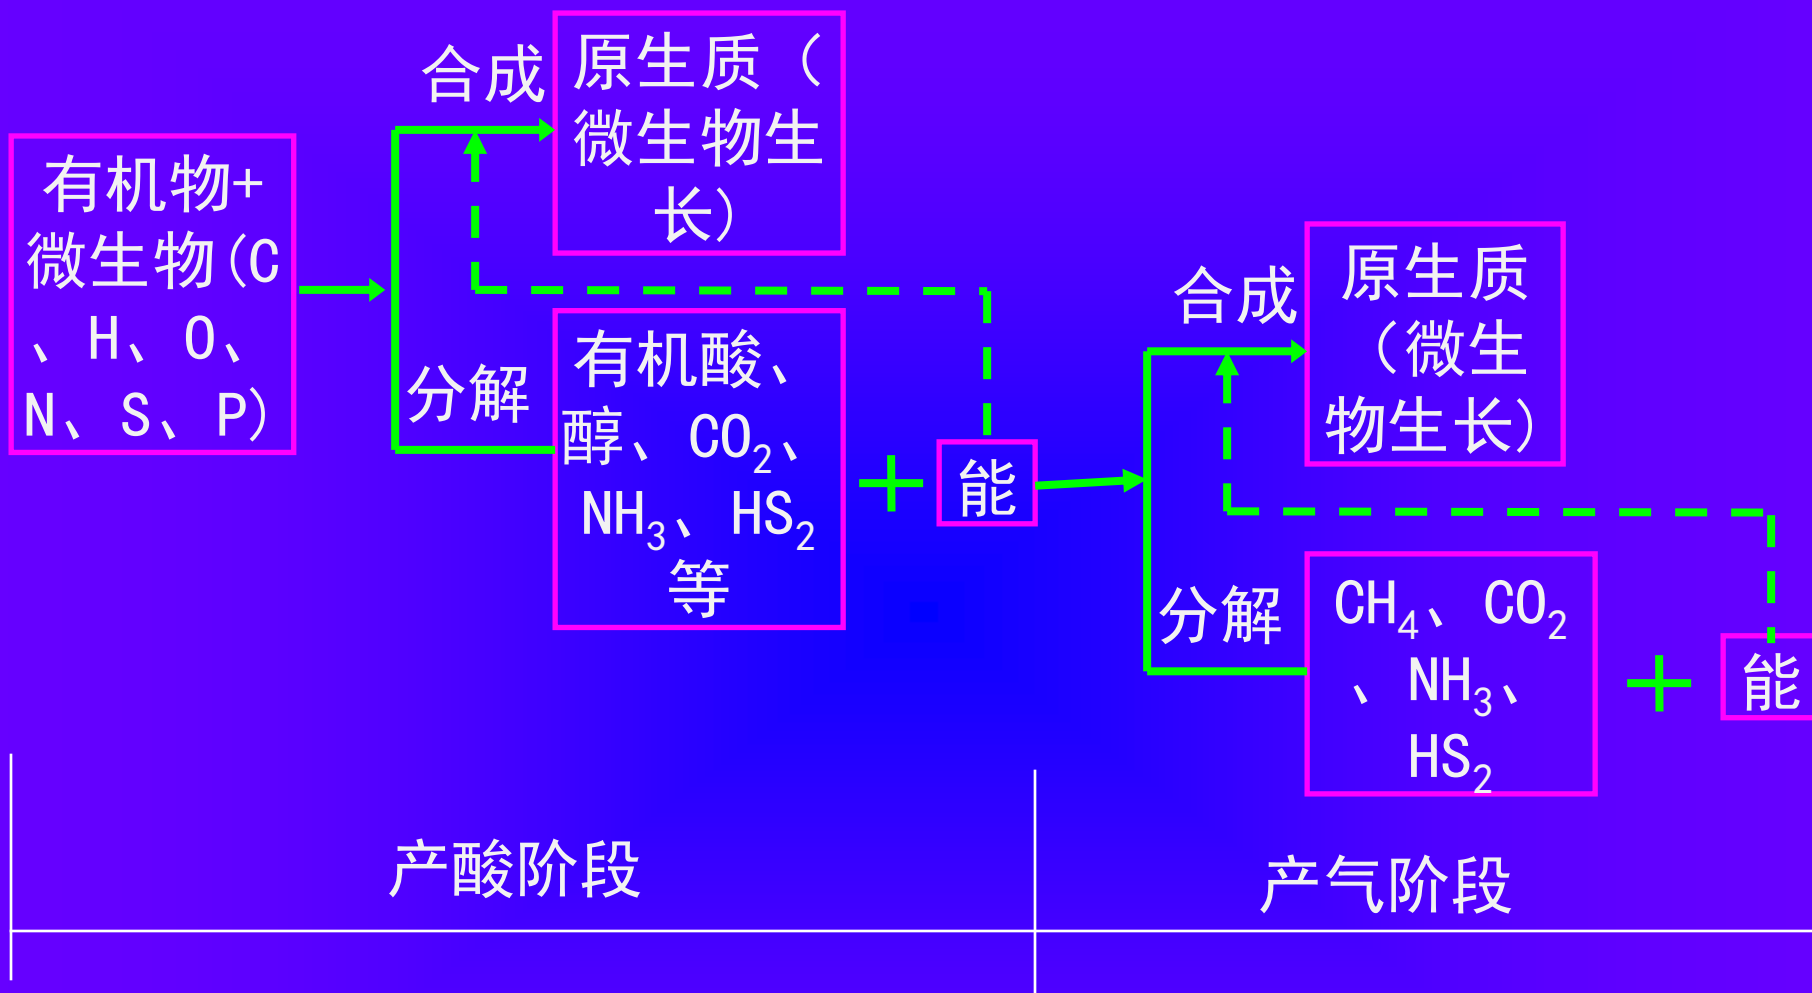 合成
原生质（
微生物生
长）
有机物+
微生物(C
、H、O、
N、S、P)
分解
有机酸、
醇、CO₂、
NH₃、HS₂
等
+
能
合成
原生质
（微生
物生长）
分解
CH₄、CO₂
、NH₃、
HS₂
+
能
产酸阶段
产气阶段